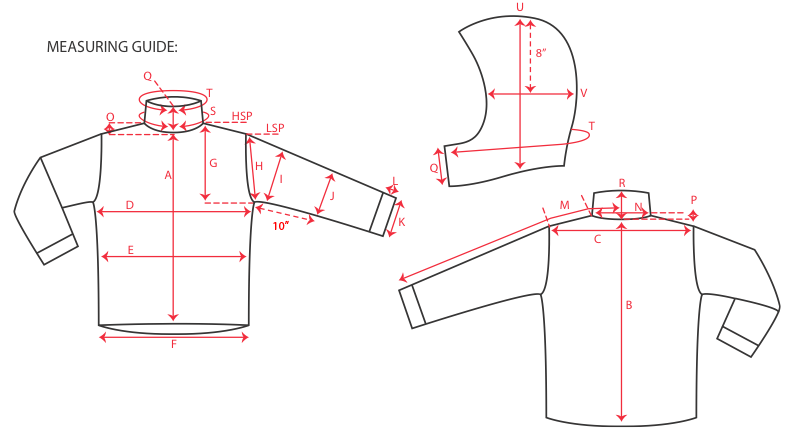 MEASURING GUIDE:
U
8”
V
T
Q
Q
T
O
S
HSP
LSP
A
G
H
I
D
J
L
K
10”
E
F
R
P
M
N
C
B